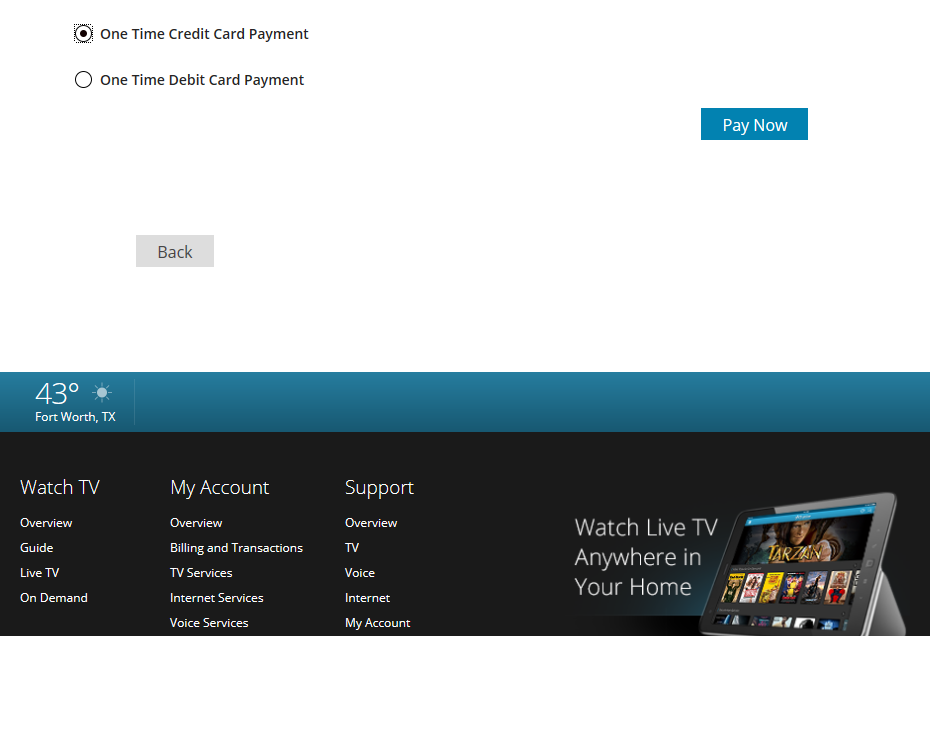 One Time Credit Card Payment
One Time Debit Card Payment
Pay Now
Back
43°
Fort Worth, TX
Watch TV
Overview
Guide
Live TV
On Demand
My Account
Overview
Billing and Transactions
TV Services
Internet Services
Voice Services
Support
Overview
TV
Voice
Internet
My Account
Watch Live TV
Anywhere in
Your Home
TARZAN